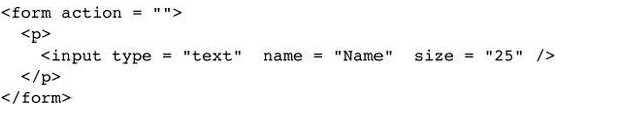 <form action = "">
<p>
<input type = "text" name = "Name" size = "25" />
</p>
</form>